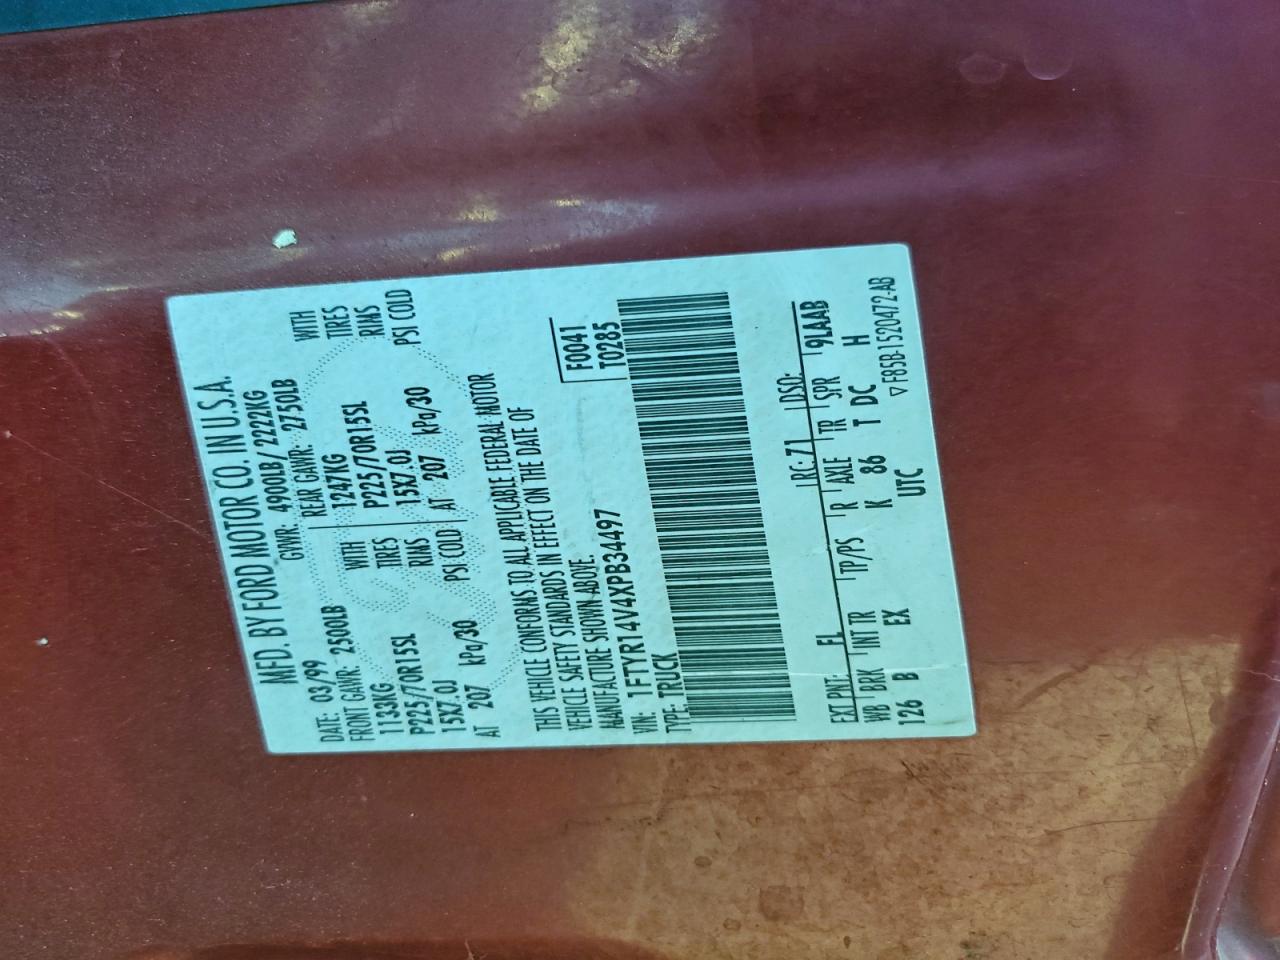 MFD. BY FORD MOTOR CO. IN U.S.A.
DATE: 03/99 GVWR: 4900LB/2222KG
FRONT GAWR: 2500LB REAR GAWR: 2750LB
1133KG WITH 1247KG WITH
P225/70R15SL TIRES P225/70R15SL TIRES
15X7.0J RIMS 15X7.0J RIMS
AT 207 kPa/30 PSI COLD AT 207 kPa/30 PSI COLD
THIS VEHICLE CONFORMS TO ALL APPLICABLE FEDERAL MOTOR
VEHICLE SAFETY STANDARDS IN EFFECT ON THE DATE OF
MANUFACTURE SHOWN ABOVE.
VIN: 1FTYR14V4XPB34497
TYPE: TRUCK
F0041
T0285
EXT PNT: FL RC: 71 DSO: 9LAAB
WB BRK INT TR TP/PS R AXLE TR SPR
126 B EX K 86 T DC H
UTC
▽F85B-1520472-AB